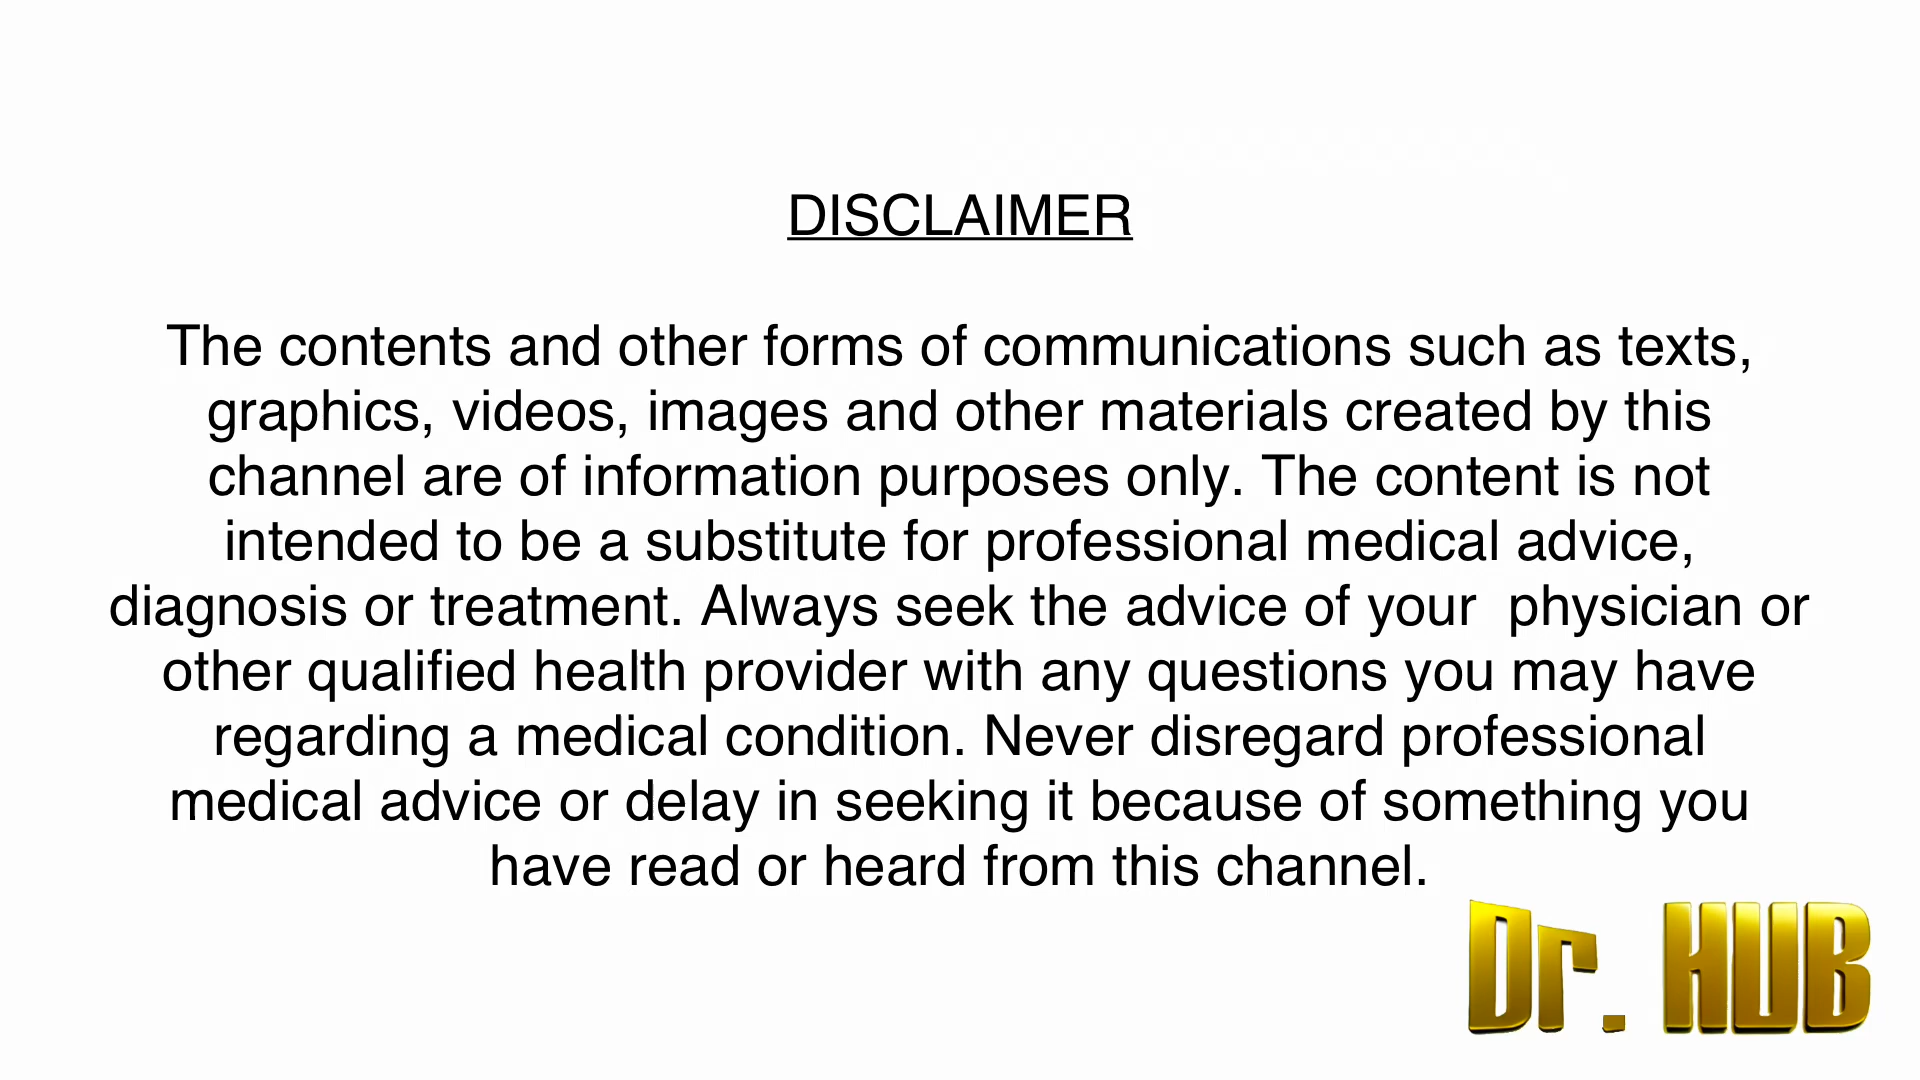 DISCLAIMER
The contents and other forms of communications such as texts,
graphics, videos, images and other materials created by this
channel are of information purposes only. The content is not
intended to be a substitute for professional medical advice,
diagnosis or treatment. Always seek the advice of your  physician or
other qualified health provider with any questions you may have
regarding a medical condition. Never disregard professional
medical advice or delay in seeking it because of something you
have read or heard from this channel.
Dr. HUB